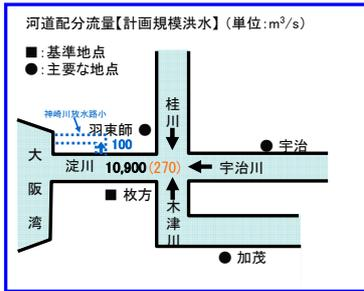 河道配分流量【計画規模洪水】（単位：m³/s）
■：基準地点
●：主要な地点
神崎川放水路小
羽束師 ●
100
桂川
● 宇治
大阪湾
淀川
10,900(270)
宇治川
■ 枚方
木津川
● 加茂